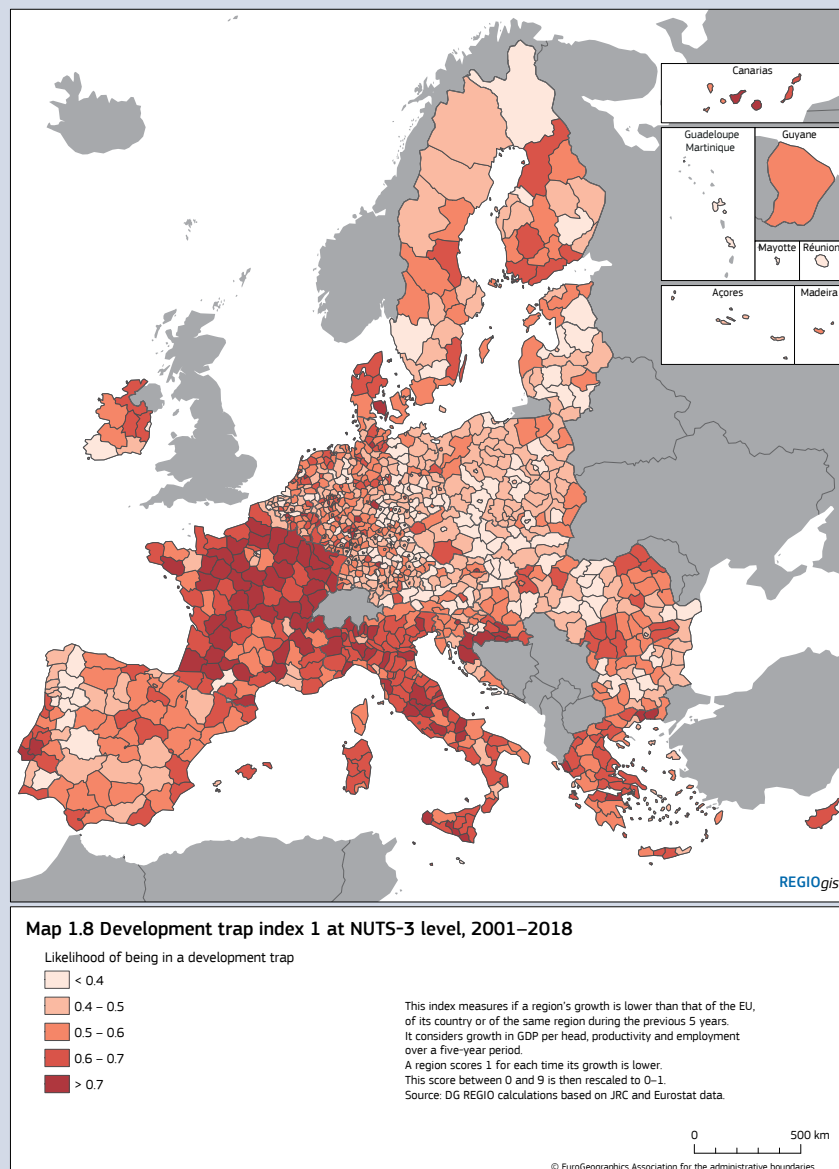 Canarias
Guadeloupe
Martinique
Guyane
Mayotte
Réunion
Açores
Madeira
REGIOgis
Map 1.8 Development trap index 1 at NUTS-3 level, 2001–2018
Likelihood of being in a development trap
< 0.4
0.4 – 0.5
0.5 – 0.6
0.6 – 0.7
> 0.7
This index measures if a region's growth is lower than that of the EU,
of its country or of the same region during the previous 5 years.
It considers growth in GDP per head, productivity and employment
over a five-year period.
A region scores 1 for each time its growth is lower.
This score between 0 and 9 is then rescaled to 0–1.
Source: DG REGIO calculations based on JRC and Eurostat data.
0 500 km
© EuroGeographics Association for the administrative boundaries